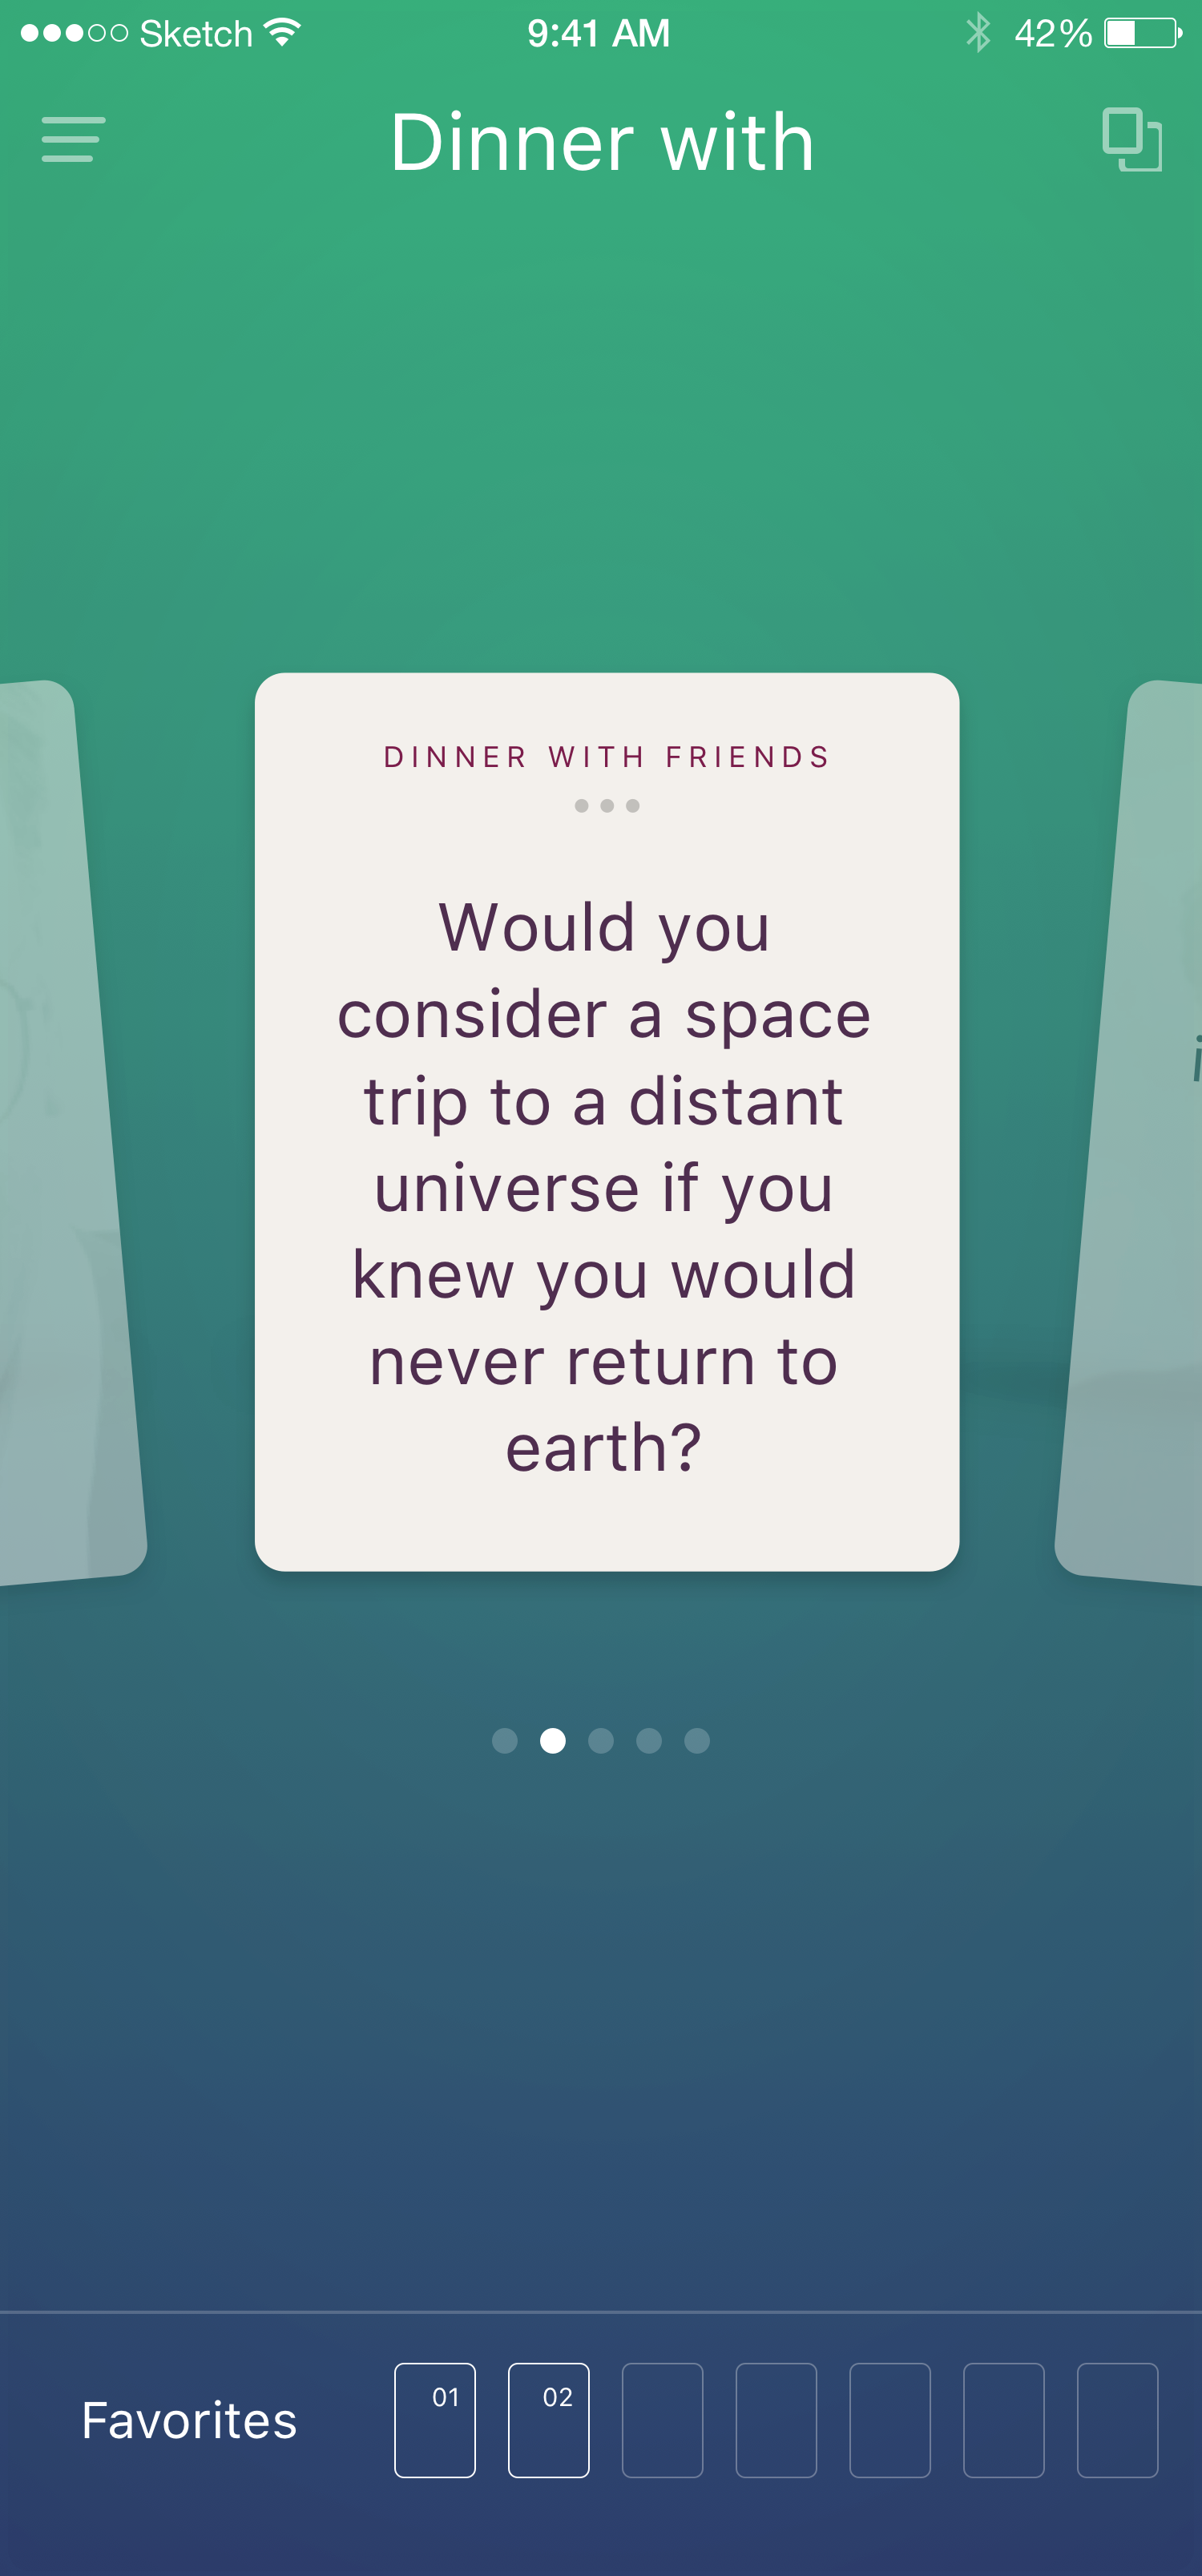 Sketch 9:41 AM 42%
Dinner with
DINNER WITH FRIENDS
Would you
consider a space
trip to a distant
universe if you
knew you would
never return to
earth?
Favorites 01 02